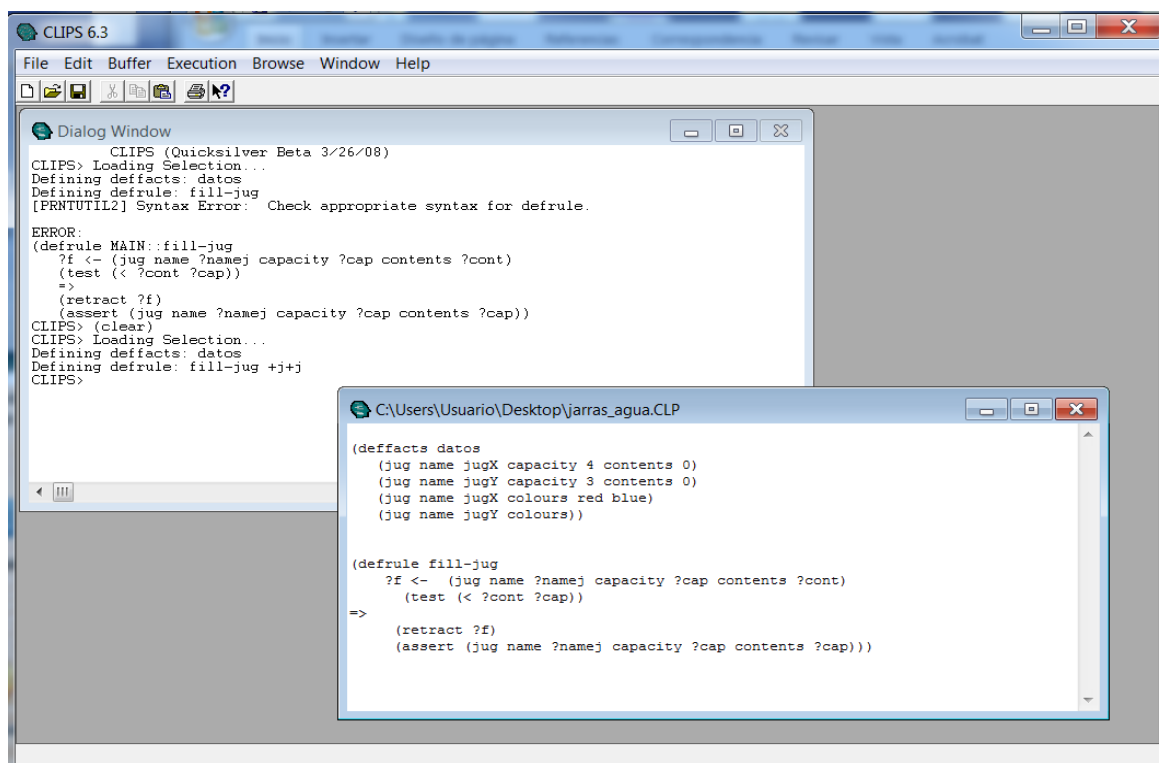 CLIPS 6.3
File Edit Buffer Execution Browse Window Help
Dialog Window
CLIPS (Quicksilver Beta 3/26/08)
CLIPS> Loading Selection...
Defining deffacts: datos
Defining defrule: fill-jug
[PRNTUTIL2] Syntax Error:  Check appropriate syntax for defrule.
ERROR:
(defrule MAIN::fill-jug
?f <- (jug name ?namej capacity ?cap contents ?cont)
(test (< ?cont ?cap))
=>
(retract ?f)
(assert (jug name ?namej capacity ?cap contents ?cap))
CLIPS> (clear)
CLIPS> Loading Selection...
Defining deffacts: datos
Defining defrule: fill-jug +j+j
CLIPS>
C:\Users\Usuario\Desktop\jarras_agua.CLP
(deffacts datos
(jug name jugX capacity 4 contents 0)
(jug name jugY capacity 3 contents 0)
(jug name jugX colours red blue)
(jug name jugY colours))
(defrule fill-jug
?f <-  (jug name ?namej capacity ?cap contents ?cont)
(test (< ?cont ?cap))
=>
(retract ?f)
(assert (jug name ?namej capacity ?cap contents ?cap)))